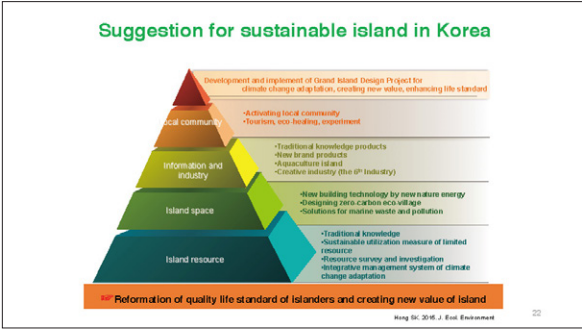 Suggestion for sustainable island in Korea
Development and implement of Grand Island Design Project for
climate change adaptation, creating new value, enhancing life standard
ocal community
•Activating local community
•Tourism, eco-healing, experiment
Information and
industry
•Traditional knowledge products
•New brand products
•Aquaculture island
•Creative industry (the 6th Industry)
Island space
•New building technology by new nature energy
•Designing zero-carbon eco village
•Solutions for marine waste and pollution
Island resource
•Traditional knowledge
•Sustainable utilization measure of limited
resource
•Resource survey and investigation
•Integrative management system of climate
change adaptation
☞Reformation of quality life standard of islanders and creating new value of island
Hong SK. 2015. J. Ecol. Environment
22